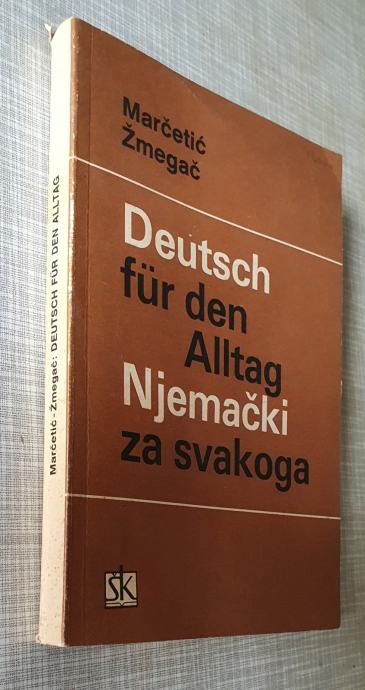 Marčetić
Žmegač
Deutsch
für den
Alltag
Njemački
za svakoga
ŠK
Marčetić - Žmegač: DEUTSCH FÜR DEN ALLTAG